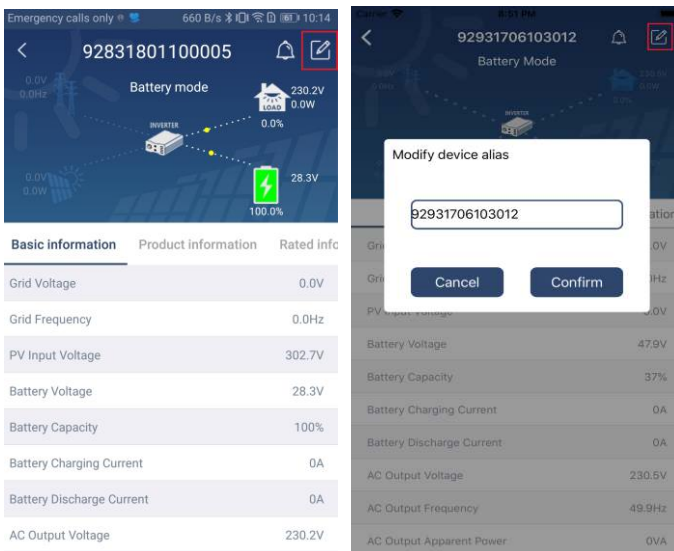 Emergency calls only 660 B/s 61 10:14
92831801100005
Battery mode
0.0V
0.0Hz
230.2V
0.0W
LOAD
0.0%
INVERTER
0.0V
0.0W
28.3V
100.0%
Basic information Product information Rated info
Grid Voltage 0.0V
Grid Frequency 0.0Hz
PV Input Voltage 302.7V
Battery Voltage 28.3V
Battery Capacity 100%
Battery Charging Current 0A
Battery Discharge Current 0A
AC Output Voltage 230.2V
Carrier 8:51 PM
92931706103012
Battery Mode
INVERTER
Modify device alias
92931706103012
Cancel Confirm
PV Input Voltage
Battery Voltage 47.9V
Battery Capacity 37%
Battery Charging Current 0A
Battery Discharge Current 0A
AC Output Voltage 230.5V
AC Output Frequency 49.9Hz
AC Output Apparent Power 0VA